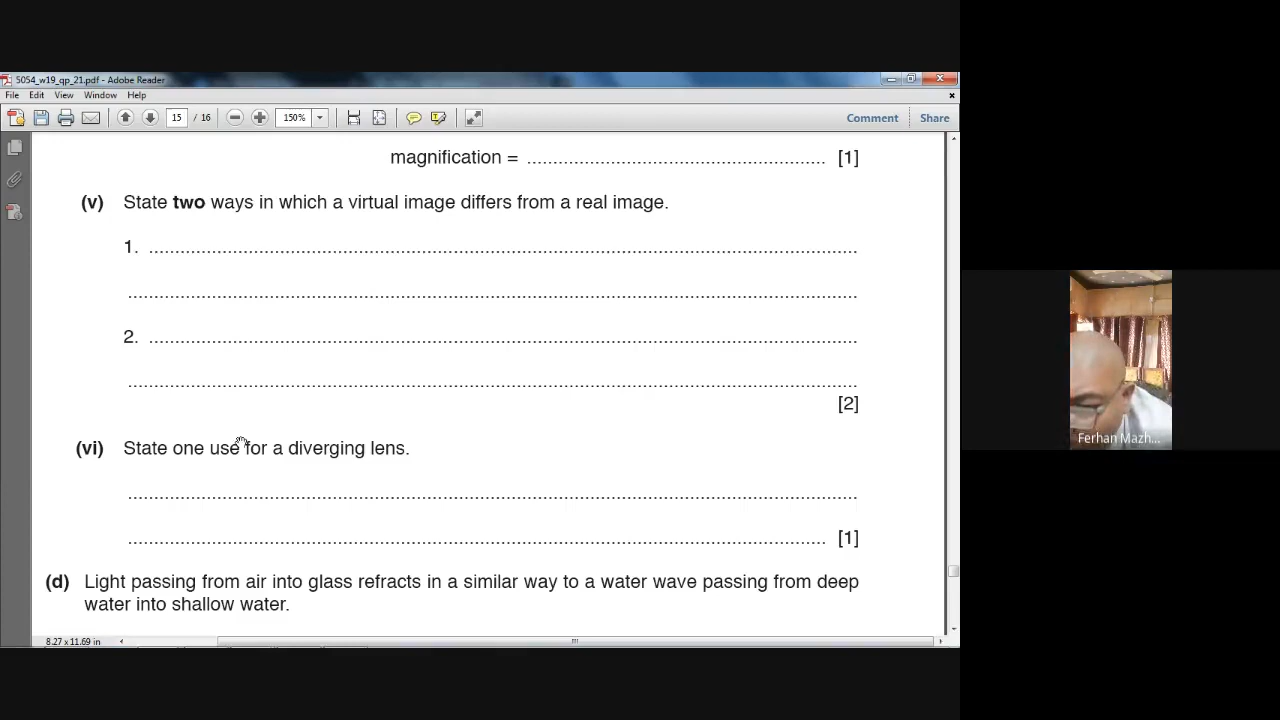 5054_w19_qp_21.pdf - Adobe Reader
File Edit View Window Help
15 / 16 150% Comment Share
magnification = ............................................................ [1]
(v) State two ways in which a virtual image differs from a real image.
1. ............................................................
............................................................
2. ............................................................
............................................................
[2]
(vi) State one use for a diverging lens.
............................................................
............................................................ [1]
(d) Light passing from air into glass refracts in a similar way to a water wave passing from deep
water into shallow water.
8.27 x 11.69 in
Ferhan Mazh...